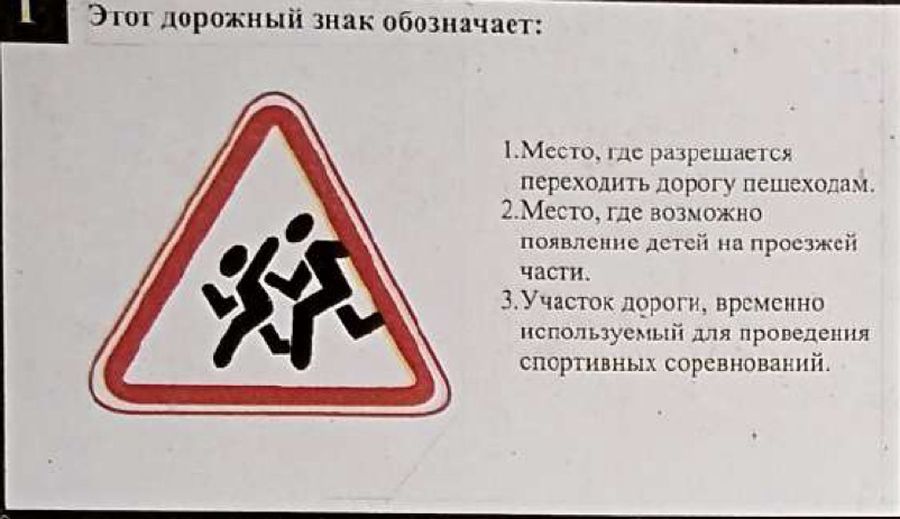 1
Этот дорожный знак обозначает:
1.Место, где разрешается
переходить дорогу пешеходам.
2.Место, где возможно
появление детей на проезжей
части.
3.Участок дороги, временно
используемый для проведения
спортивных соревнований.